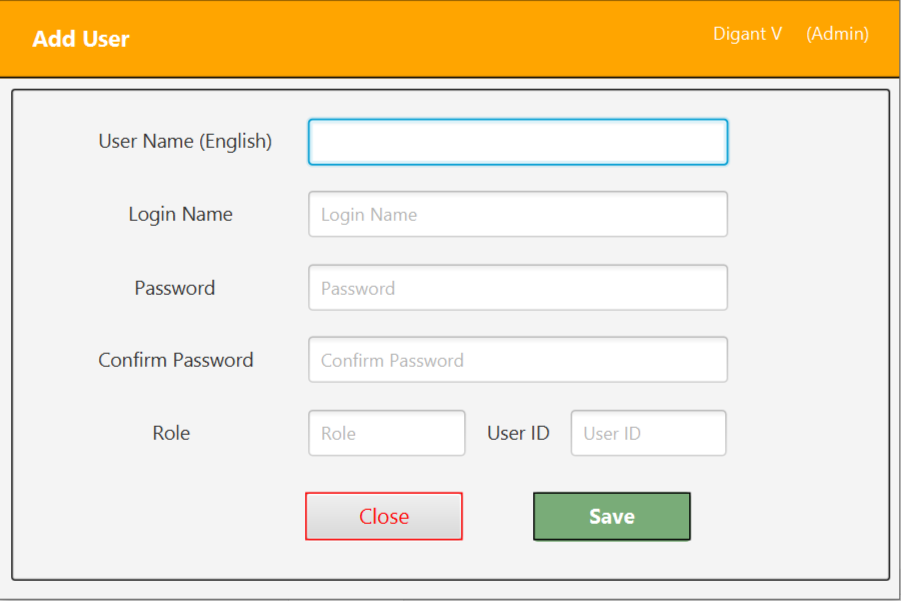 Add User
Digant V (Admin)
User Name (English)
Login Name Login Name
Password Password
Confirm Password Confirm Password
Role Role User ID User ID
Close Save